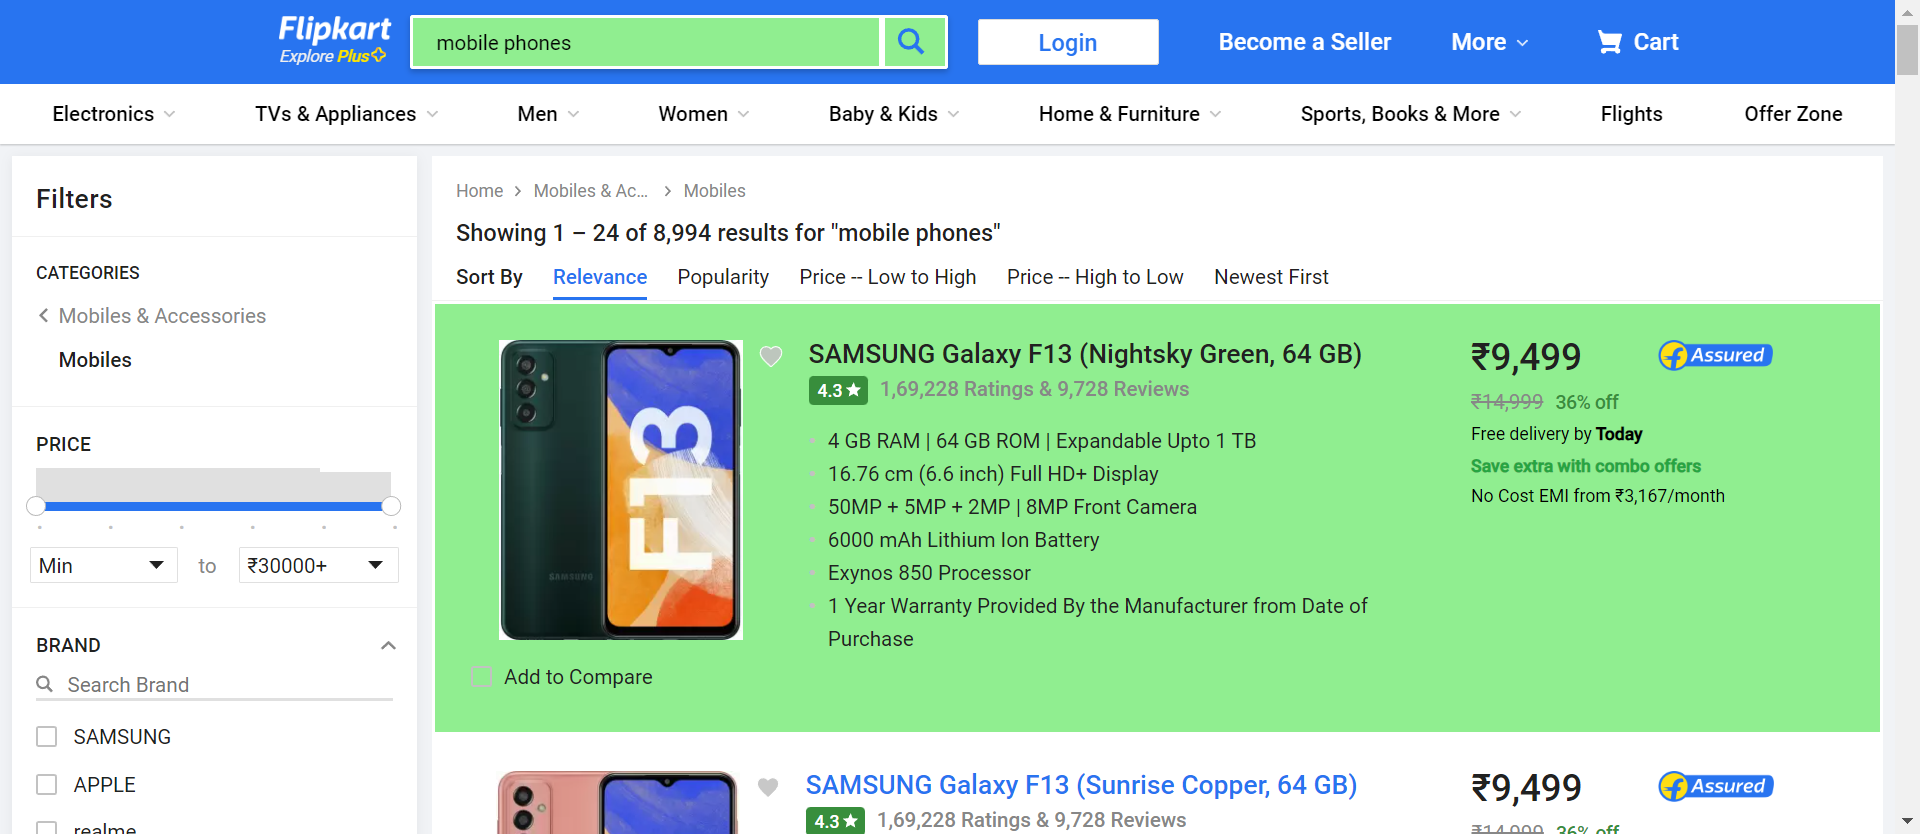 Flipkart
Explore Plus
mobile phones
Login
Become a Seller
More
Cart
Electronics
TVs & Appliances
Men
Women
Baby & Kids
Home & Furniture
Sports, Books & More
Flights
Offer Zone
Filters
CATEGORIES
Mobiles & Accessories
Mobiles
PRICE
Min
to
₹30000+
BRAND
Search Brand
SAMSUNG
APPLE
realme
Home
Mobiles & Ac...
Mobiles
Showing 1 – 24 of 8,994 results for "mobile phones"
Sort By
Relevance
Popularity
Price -- Low to High
Price -- High to Low
Newest First
F13
SAMSUNG
Add to Compare
SAMSUNG Galaxy F13 (Nightsky Green, 64 GB)
4.3★
1,69,228 Ratings & 9,728 Reviews
4 GB RAM | 64 GB ROM | Expandable Upto 1 TB
16.76 cm (6.6 inch) Full HD+ Display
50MP + 5MP + 2MP | 8MP Front Camera
6000 mAh Lithium Ion Battery
Exynos 850 Processor
1 Year Warranty Provided By the Manufacturer from Date of
Purchase
₹9,499
f Assured
₹14,999 36% off
Free delivery by Today
Save extra with combo offers
No Cost EMI from ₹3,167/month
SAMSUNG Galaxy F13 (Sunrise Copper, 64 GB)
4.3★
1,69,228 Ratings & 9,728 Reviews
₹9,499
f Assured
₹14,999 36% off